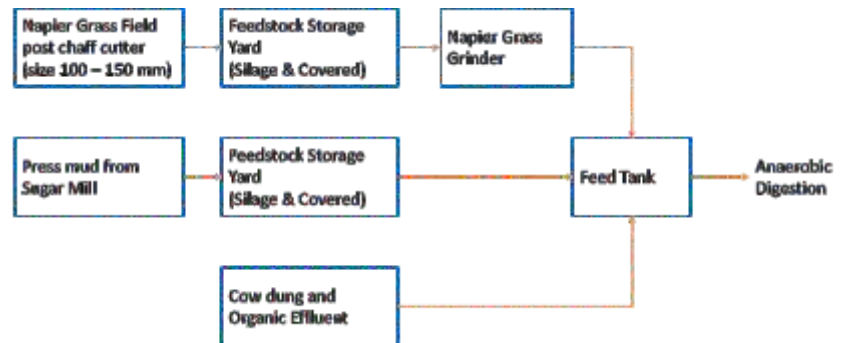 Napier Grass Field
post chaff cutter
(size 100 – 150 mm)
Feedstock Storage
Yard
(Silage & Covered)
Napier Grass
Grinder
Press mud from
Sugar Mill
Feedstock Storage
Yard
(Silage & Covered)
Feed Tank
Anaerobic
Digestion
Cow dung and
Organic Effluent